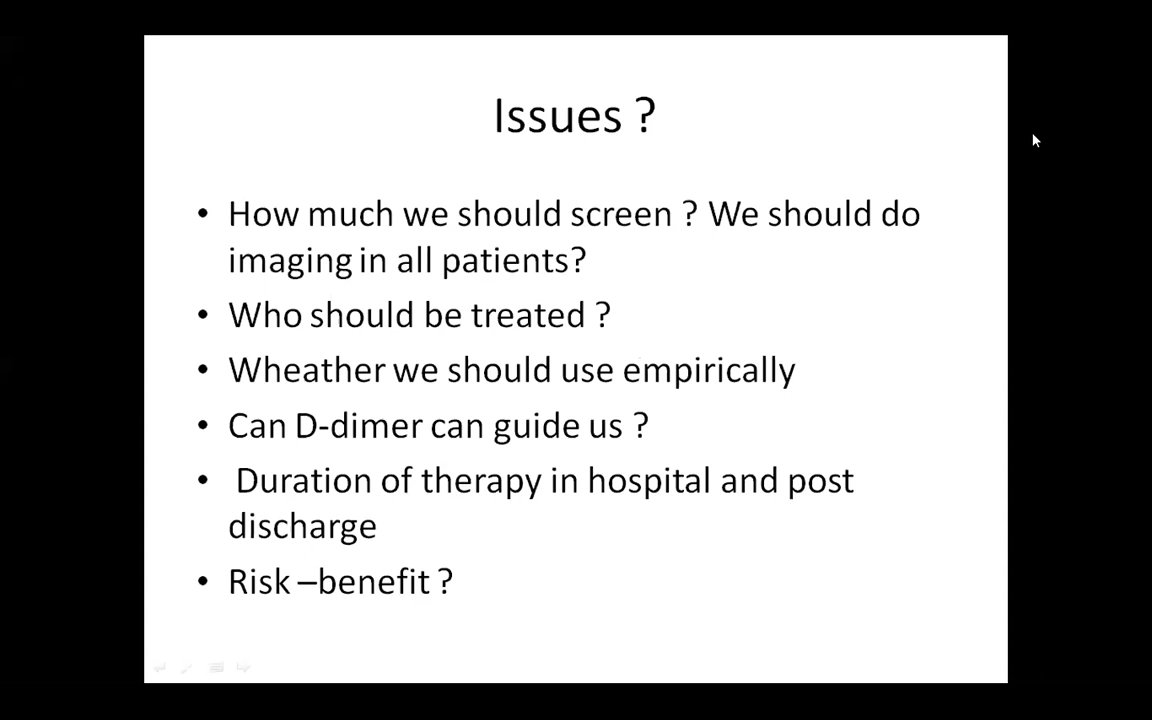 Issues ?
• How much we should screen ? We should do
imaging in all patients?
• Who should be treated ?
• Wheather we should use empirically
• Can D-dimer can guide us ?
• Duration of therapy in hospital and post
discharge
• Risk –benefit ?